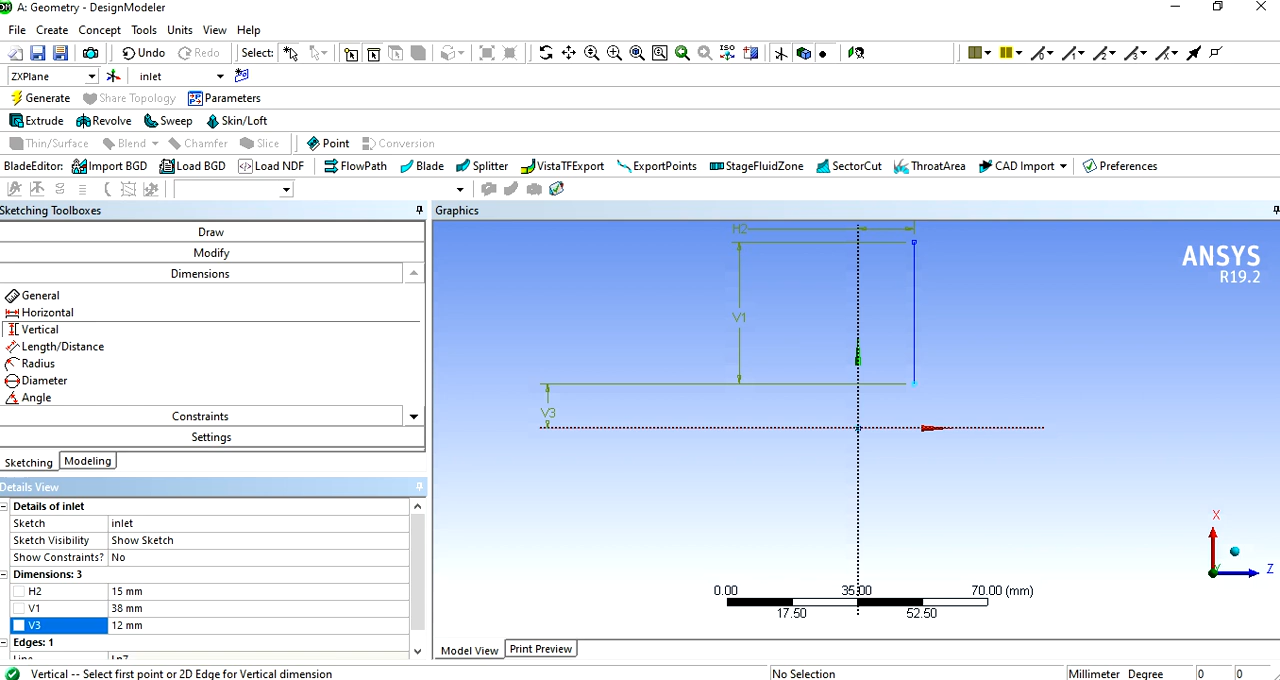 A: Geometry - DesignModeler
File Create Concept Tools Units View Help
Undo Redo Select: ISO
ZXPlane inlet
Generate Share Topology Parameters
Extrude Revolve Sweep Skin/Loft
Thin/Surface Blend Chamfer Slice Point Conversion
BladeEditor: Import BGD Load BGD Load NDF FlowPath Blade Splitter VistaTFExport ExportPoints StageFluidZone SectorCut ThroatArea CAD Import Preferences
Sketching Toolboxes
Draw
Modify
Dimensions
General
Horizontal
Vertical
Length/Distance
Radius
Diameter
Angle
Constraints
Settings
Sketching Modeling
Details View
Details of inlet
Sketch inlet
Sketch Visibility Show Sketch
Show Constraints? No
Dimensions: 3
H2 15 mm
V1 38 mm
V3 12 mm
Edges: 1
Line Ln7
Graphics
H2
ANSYS
R19.2
V1
V3
X
Y
Z
0.00 35.00 70.00 (mm)
17.50 52.50
Model View Print Preview
Vertical -- Select first point or 2D Edge for Vertical dimension No Selection Millimeter Degree 0 0